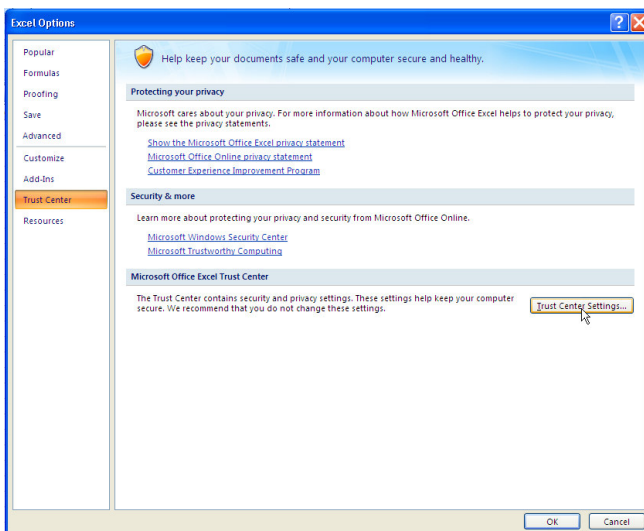 Excel Options
Popular
Formulas
Proofing
Save
Advanced
Customize
Add-Ins
Trust Center
Resources
Help keep your documents safe and your computer secure and healthy.
Protecting your privacy
Microsoft cares about your privacy. For more information about how Microsoft Office Excel helps to protect your privacy,
please see the privacy statements.
Show the Microsoft Office Excel privacy statement
Microsoft Office Online privacy statement
Customer Experience Improvement Program
Security & more
Learn more about protecting your privacy and security from Microsoft Office Online.
Microsoft Windows Security Center
Microsoft Trustworthy Computing
Microsoft Office Excel Trust Center
The Trust Center contains security and privacy settings. These settings help keep your computer
secure. We recommend that you do not change these settings.
Trust Center Settings...
OK
Cancel